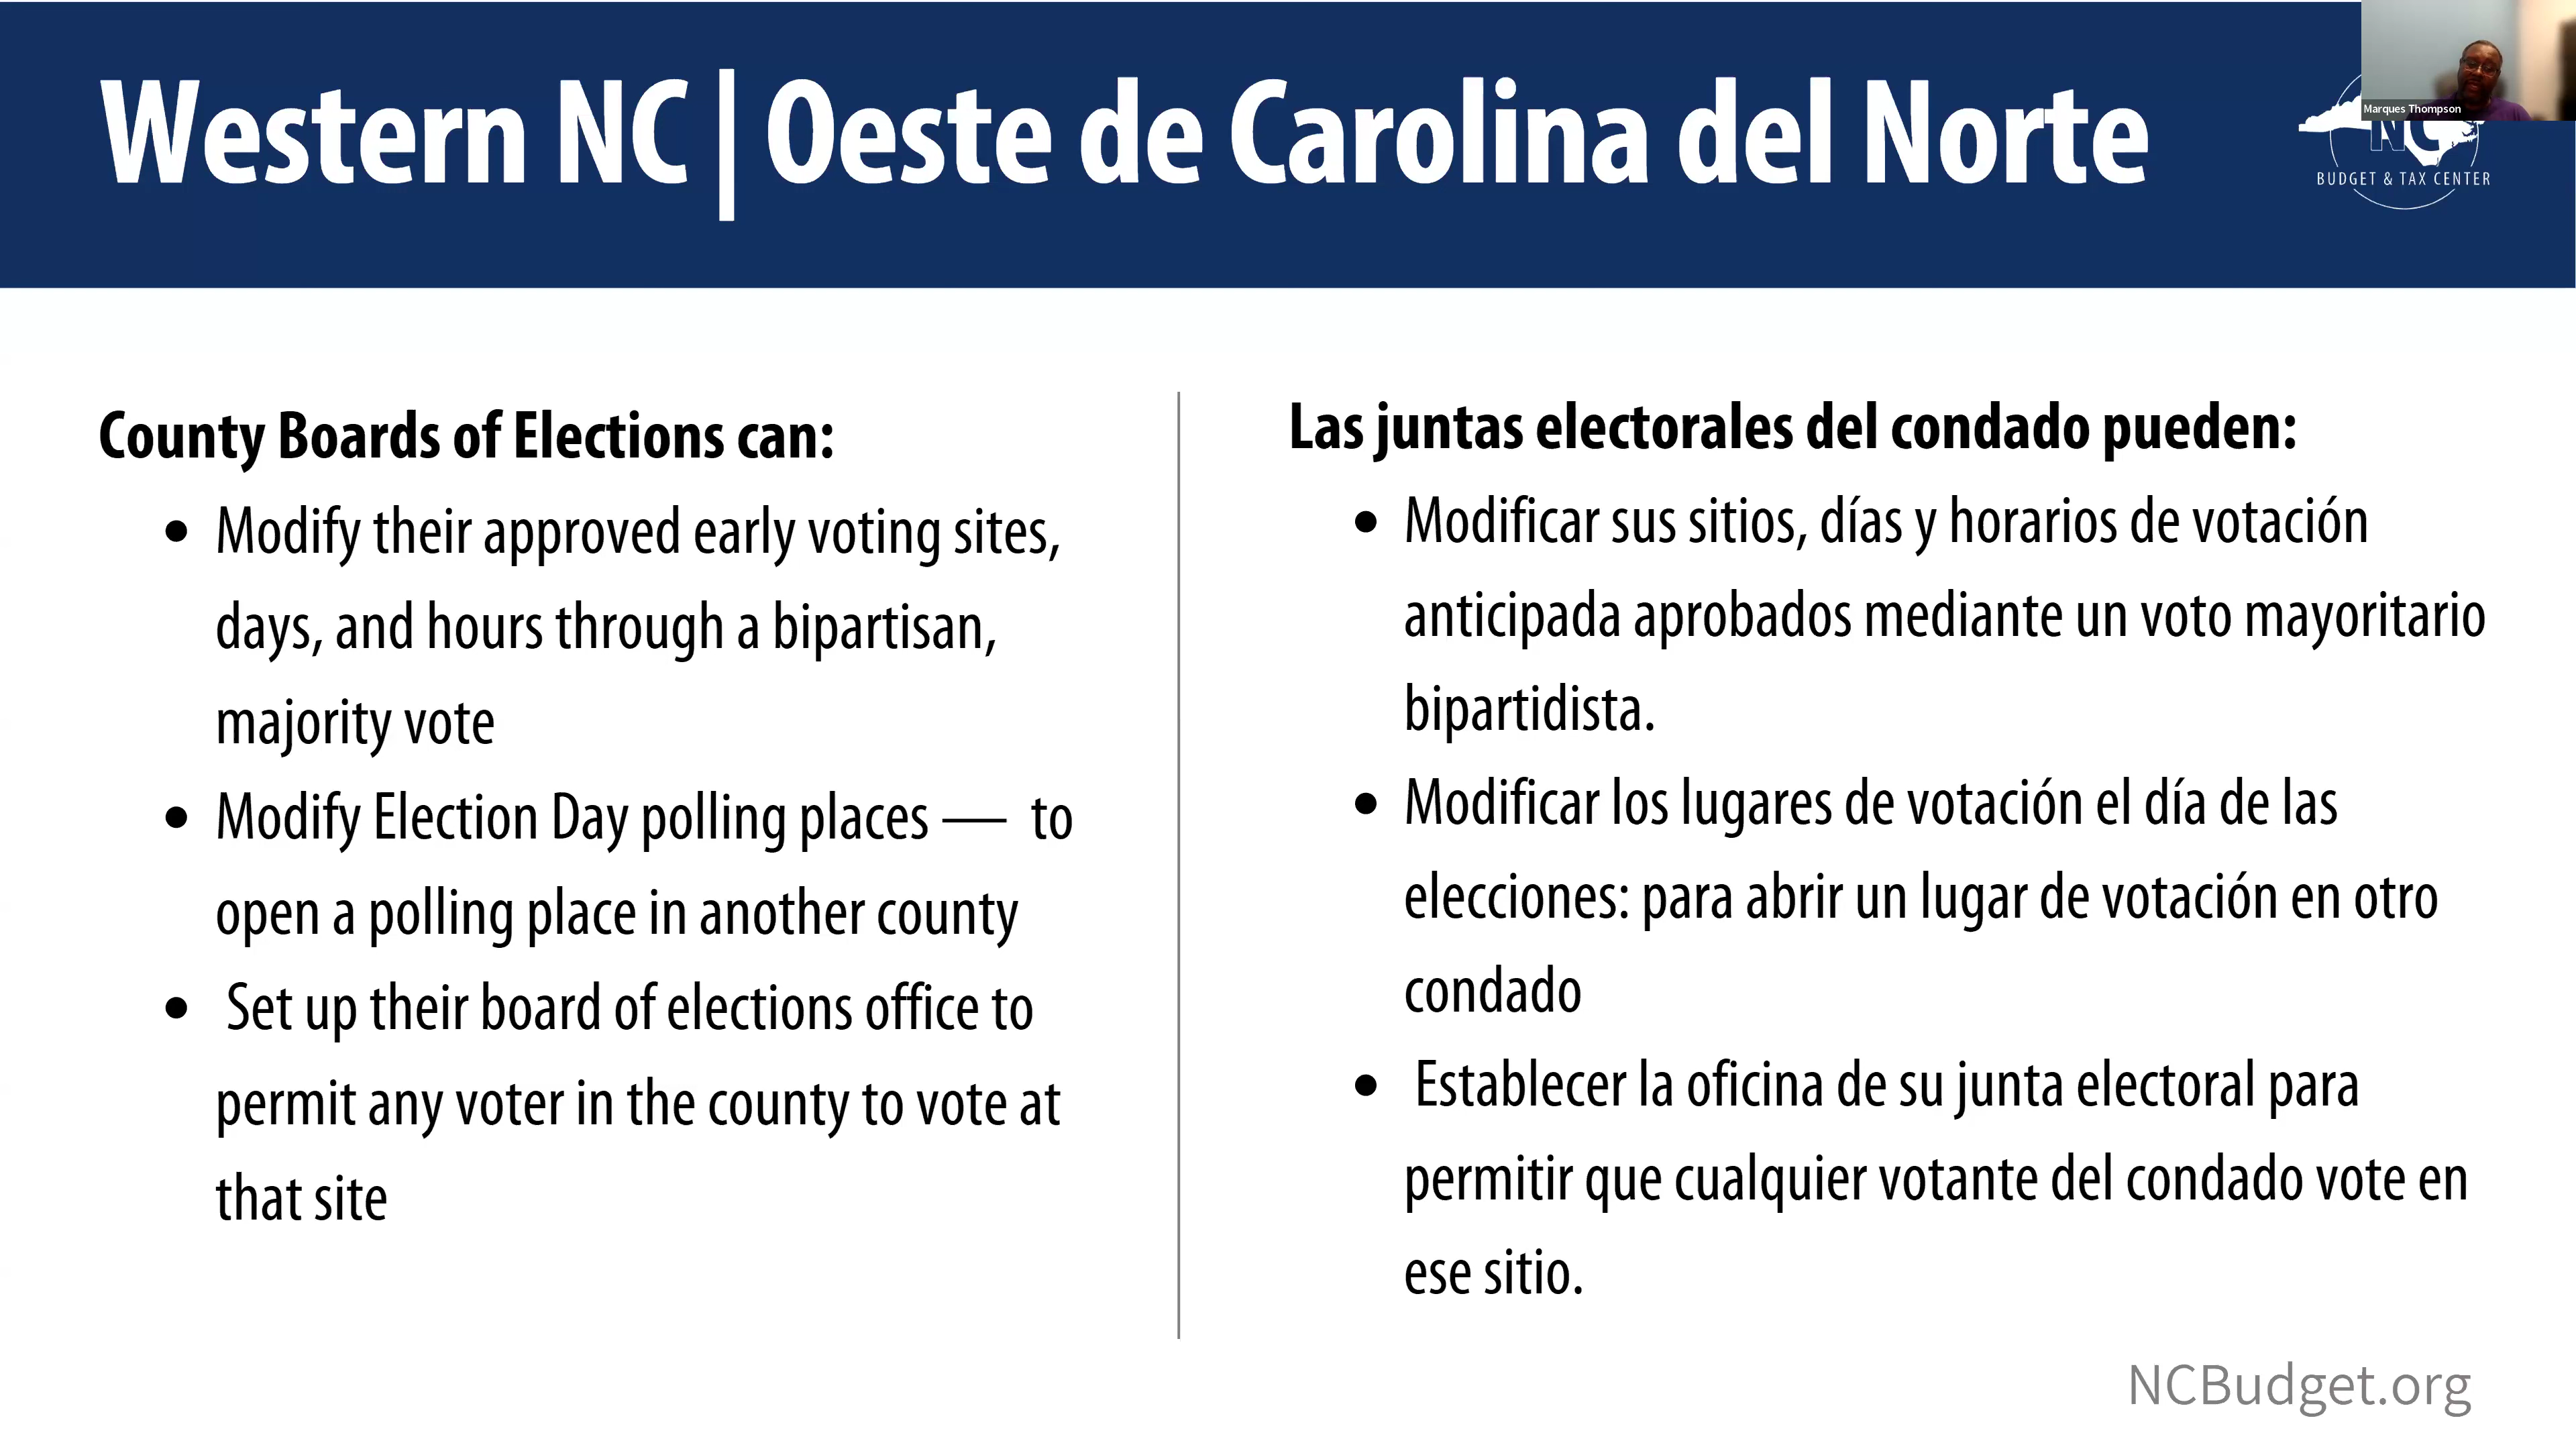 Western NC | Oeste de Carolina del Norte
Marques Thompson
NC
BUDGET & TAX CENTER
County Boards of Elections can:
• Modify their approved early voting sites,
days, and hours through a bipartisan,
majority vote
• Modify Election Day polling places — to
open a polling place in another county
• Set up their board of elections office to
permit any voter in the county to vote at
that site
Las juntas electorales del condado pueden:
• Modificar sus sitios, días y horarios de votación
anticipada aprobados mediante un voto mayoritario
bipartidista.
• Modificar los lugares de votación el día de las
elecciones: para abrir un lugar de votación en otro
condado
• Establecer la oficina de su junta electoral para
permitir que cualquier votante del condado vote en
ese sitio.
NCBudget.org